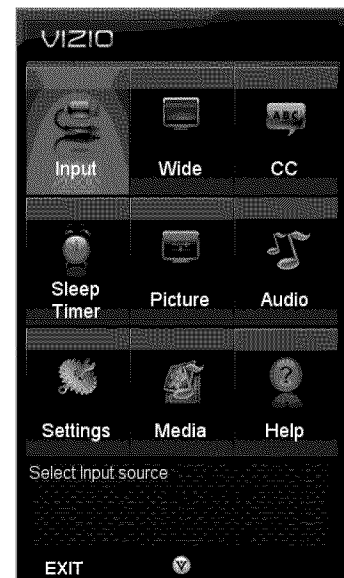 VIZIO
Input Wide CC
ABC
Sleep Timer Picture Audio
Settings Media Help
?
Select Input source
EXIT V